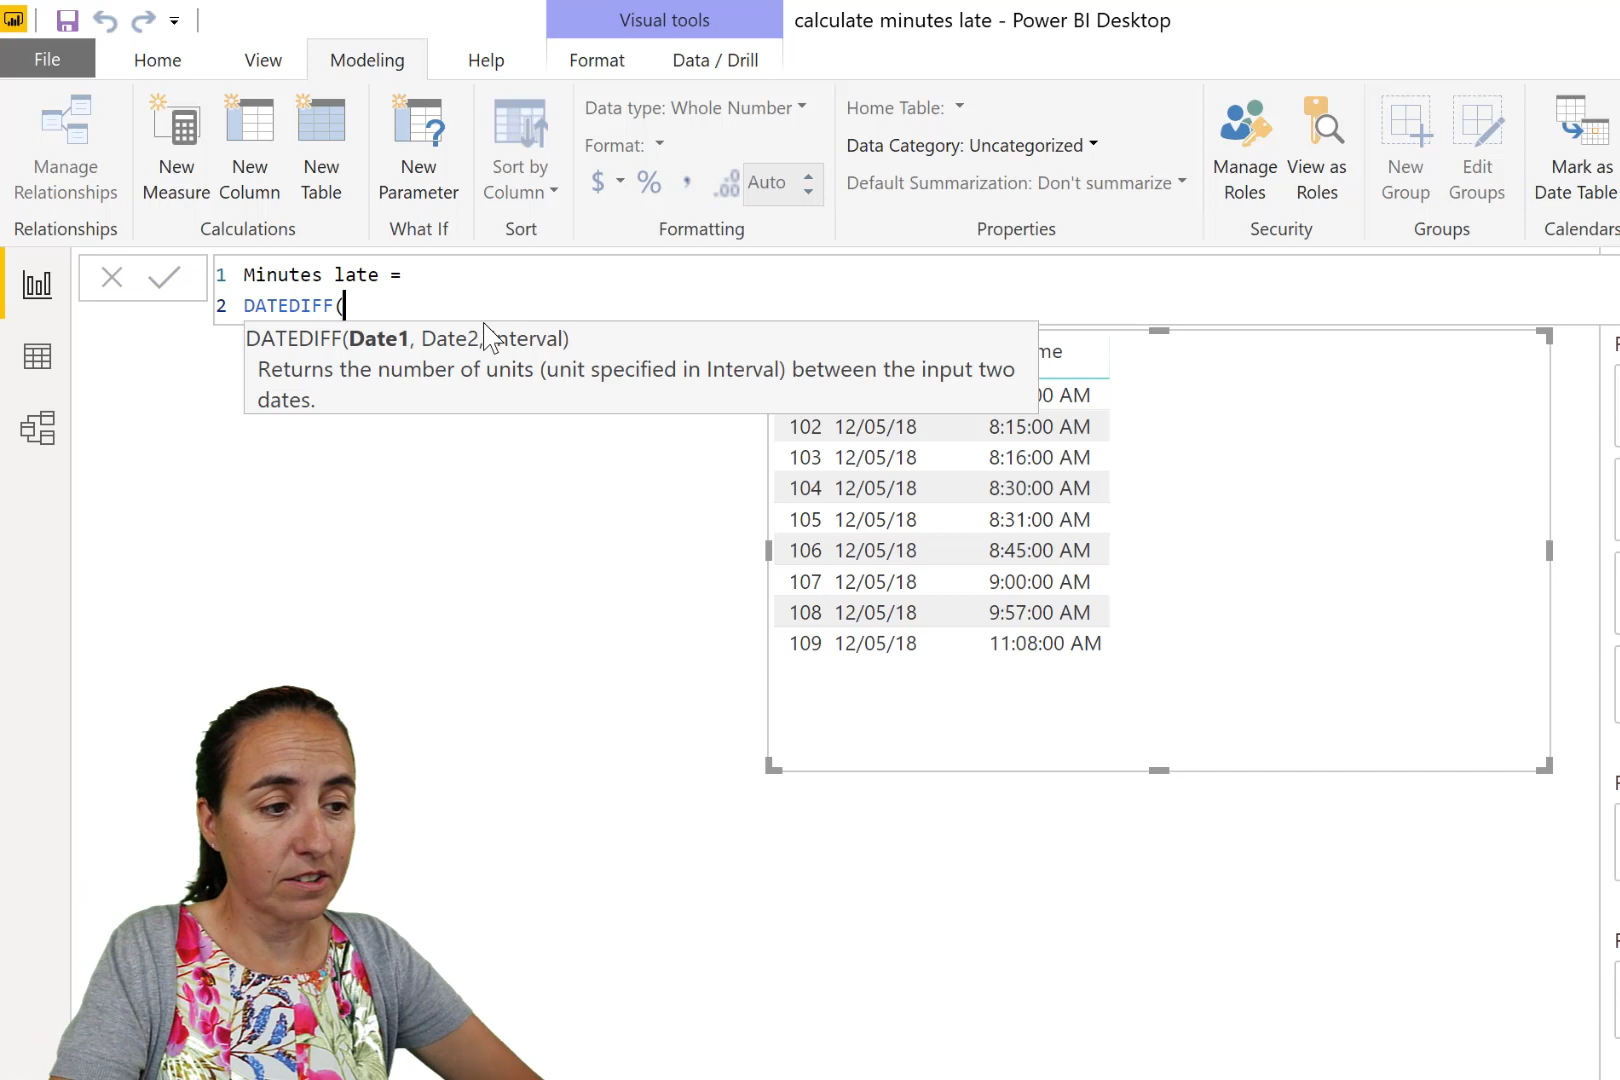 Visual tools
calculate minutes late - Power BI Desktop
File
Home
View
Modeling
Help
Format
Data / Drill
Manage Relationships
New Measure
New Column
New Table
New Parameter
Sort by Column
Data type: Whole Number
Format:
$ % , .00 Auto
Home Table:
Data Category: Uncategorized
Default Summarization: Don't summarize
Manage Roles
View as Roles
New Group
Edit Groups
Mark as Date Table
Relationships
Calculations
What If
Sort
Formatting
Properties
Security
Groups
Calendars
1 Minutes late =
2 DATEDIFF(
DATEDIFF(Date1, Date2, Interval)
Returns the number of units (unit specified in Interval) between the input two
dates.
me
00 AM
102 12/05/18 8:15:00 AM
103 12/05/18 8:16:00 AM
104 12/05/18 8:30:00 AM
105 12/05/18 8:31:00 AM
106 12/05/18 8:45:00 AM
107 12/05/18 9:00:00 AM
108 12/05/18 9:57:00 AM
109 12/05/18 11:08:00 AM